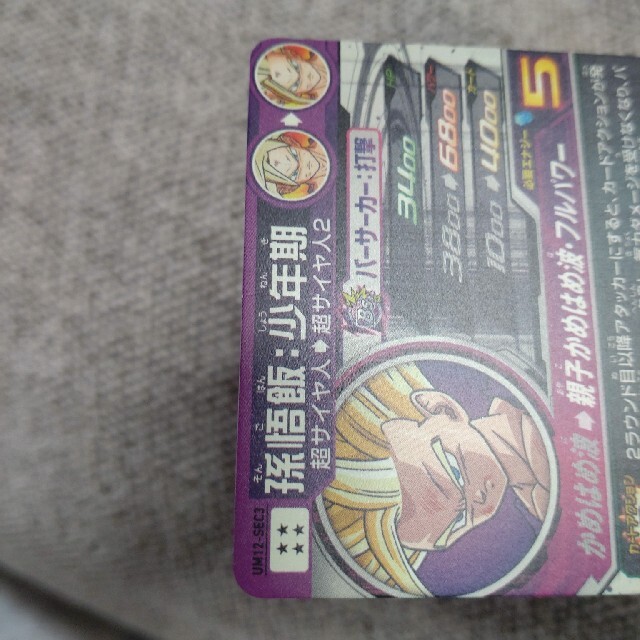 UM12-SEC3
★★
★★
そん ご はん しょう ねん き
孫悟飯:少年期
超サイヤ人▶超サイヤ人2
バーサーカー:打撃
3400
3800 6800
1000 4000
必要エナジー 5
かめはめ波 ➡ 親子かめはめ波・フルパワー
2ラウンド目以降アタッカーにすると、カードアクションが発